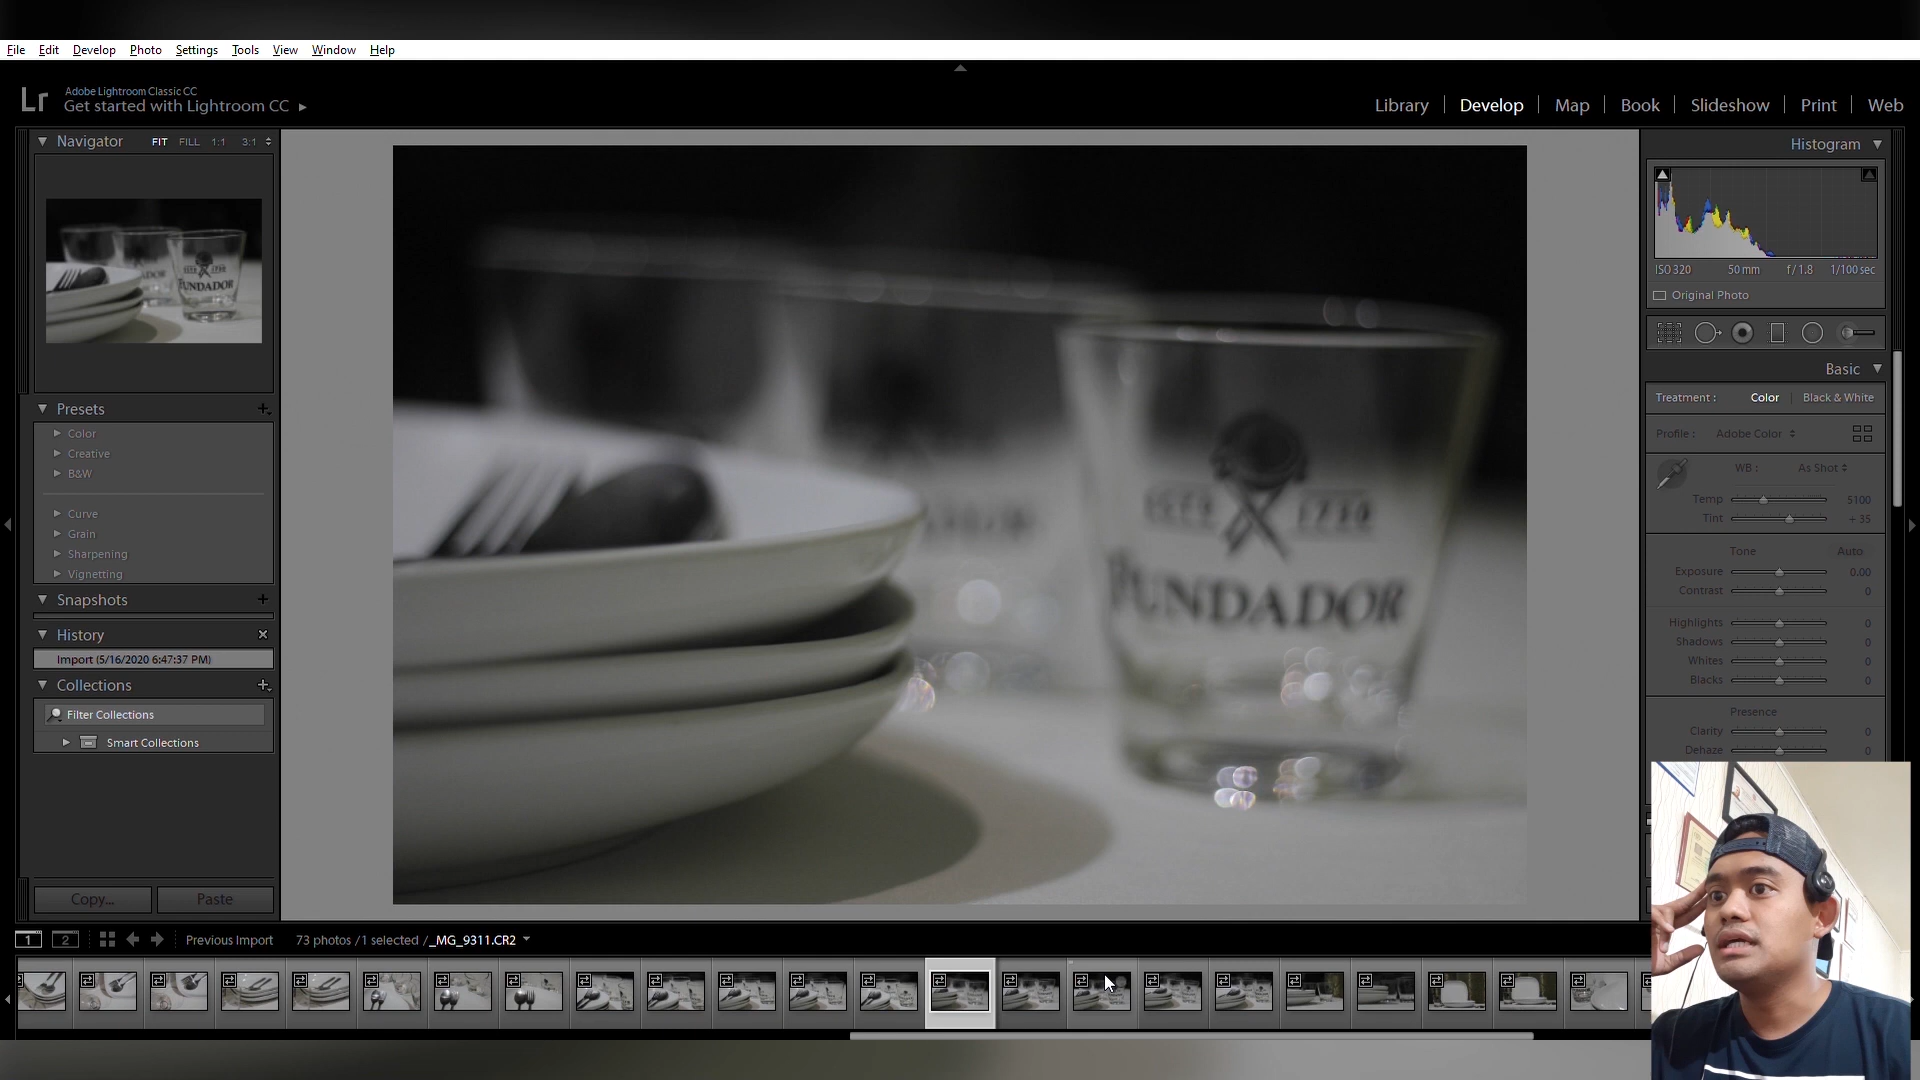 File Edit Develop Photo Settings Tools View Window Help
Lr
Adobe Lightroom Classic CC
Get started with Lightroom CC
Library Develop Map Book Slideshow Print Web
Navigator FIT FILL 1:1 3:1
Histogram
ISO 320 50 mm f / 1.8 1/100 sec
Original Photo
Basic
Treatment : Color Black & White
Profile : Adobe Color
WB : As Shot
Temp 5100
Tint + 35
Tone Auto
Exposure 0.00
Contrast 0
Highlights 0
Shadows 0
Whites 0
Blacks 0
Presence
Clarity 0
Dehaze 0
Presets
Color
Creative
B&W
Curve
Grain
Sharpening
Vignetting
Snapshots
History
Import (5/16/2020 6:47:37 PM)
Collections
Filter Collections
Smart Collections
Copy... Paste
1730
FUNDADOR
1 2 Previous Import 73 photos / 1 selected / _MG_9311.CR2